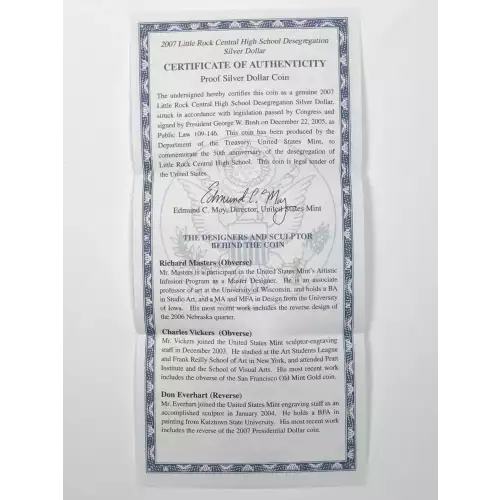 2007 Little Rock Central High School Desegregation
Silver Dollar
CERTIFICATE OF AUTHENTICITY
Proof Silver Dollar Coin
The undersigned hereby certifies this coin as a genuine 2007
Little Rock Central High School Desegregation Silver Dollar,
struck in accordance with legislation passed by Congress and
signed by President George W. Bush on December 22, 2005, as
Public Law 109-146. This coin has been produced by the
Department of the Treasury, United States Mint, to
commemorate the 50th anniversary of the desegregation of
Little Rock Central High School. This coin is legal tender of
the United States.
Edmund C. Moy
Edmund C. Moy, Director, United States Mint
THE DESIGNERS AND SCULPTOR
BEHIND THE COIN
Richard Masters (Obverse)
Mr. Masters is a participant in the United States Mint's Artistic
Infusion Program as a Master Designer. He is an associate
professor of art at the University of Wisconsin, and holds a BA
in Studio Art, and a MA and MFA in Design from the University
of Iowa. His most recent work includes the reverse design of
the 2006 Nebraska quarter.
Charles Vickers (Obverse)
Mr. Vickers joined the United States Mint sculptor-engraving
staff in December 2003. He studied at the Art Students League
and Frank Reilly School of Art in New York, and attended Pratt
Institute and the School of Visual Arts. His most recent work
includes the obverse of the San Francisco Old Mint Gold coin.
Don Everhart (Reverse)
Mr. Everhart joined the United States Mint engraving staff as an
accomplished sculptor in January 2004. He holds a BFA in
painting from Kutztown State University. His most recent work
includes the reverse of the 2007 Presidential Dollar coin.